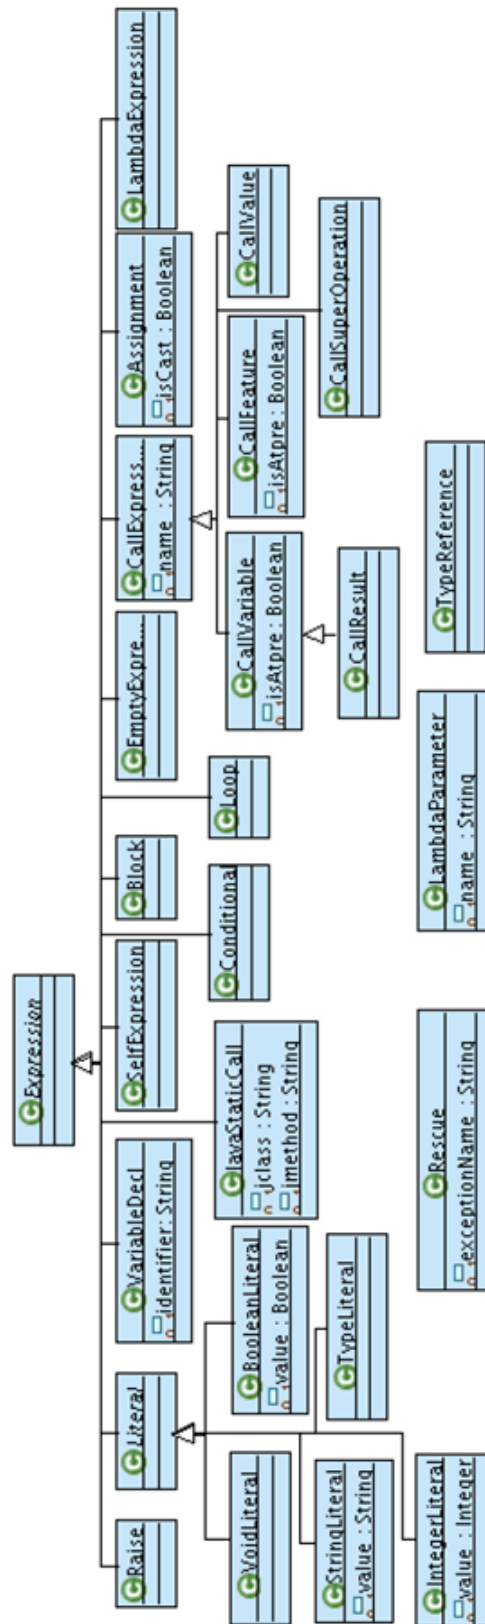 Expression
Raise
Literal
VariableDecl
identifier: String
SelfExpression
Block
EmptyExpre...
CallExpress...
name : String
Assignment
isCast : Boolean
LambdaExpression
JavaStaticCall
jclass : String
jmethod : String
Conditional
Loop
VoidLiteral
BooleanLiteral
value : Boolean
CallVariable
isAtpre : Boolean
CallFeature
isAtpre : Boolean
CallValue
StringLiteral
value : String
TypeLiteral
CallResult
CallSuperOperation
IntegerLiteral
value : Integer
Rescue
exceptionName : String
LambdaParameter
name : String
TypeReference